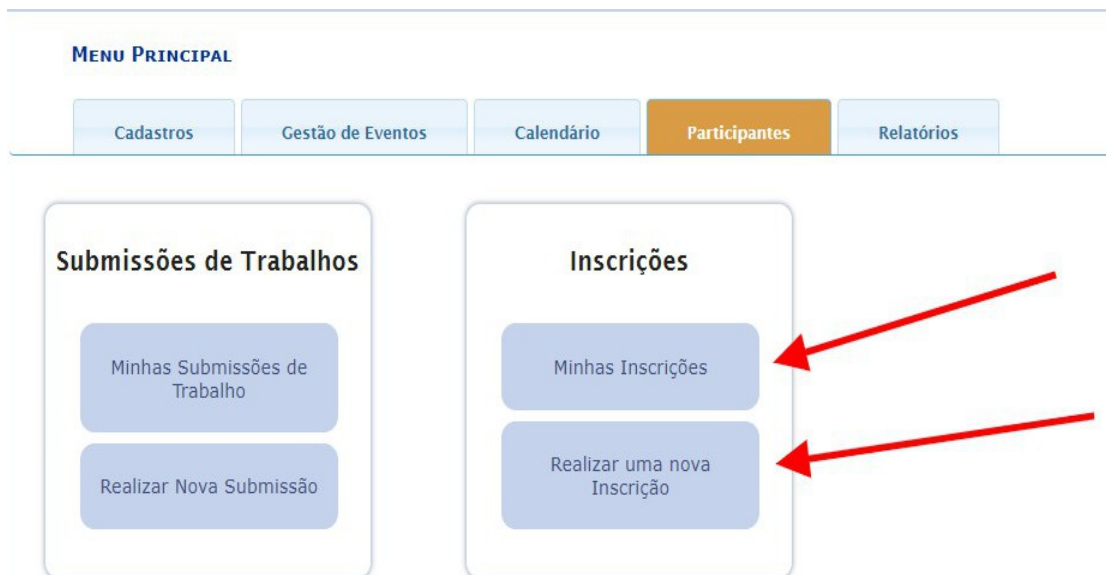 MENU PRINCIPAL
Cadastros
Gestão de Eventos
Calendário
Participantes
Relatórios
Submissões de Trabalhos
Minhas Submissões de
Trabalho
Realizar Nova Submissão
Inscrições
Minhas Inscrições
Realizar uma nova
Inscrição